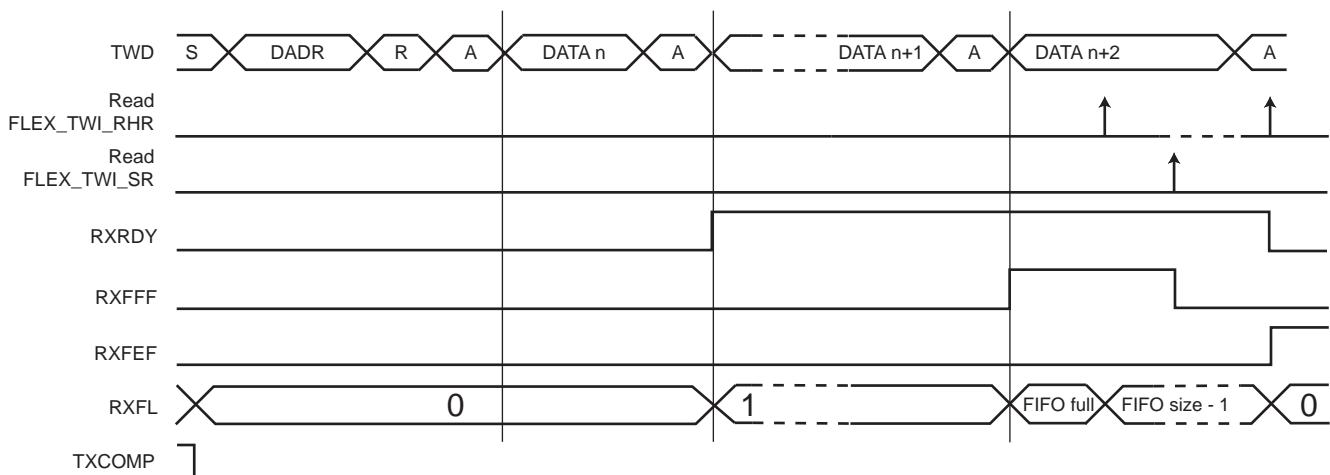 TWD S DADR R A DATA n A DATA n+1 A DATA n+2 A
Read
FLEX_TWI_RHR
Read
FLEX_TWI_SR
RXRDY
RXFFF
RXFEF
RXFL 0 1 FIFO full FIFO size - 1 0
TXCOMP